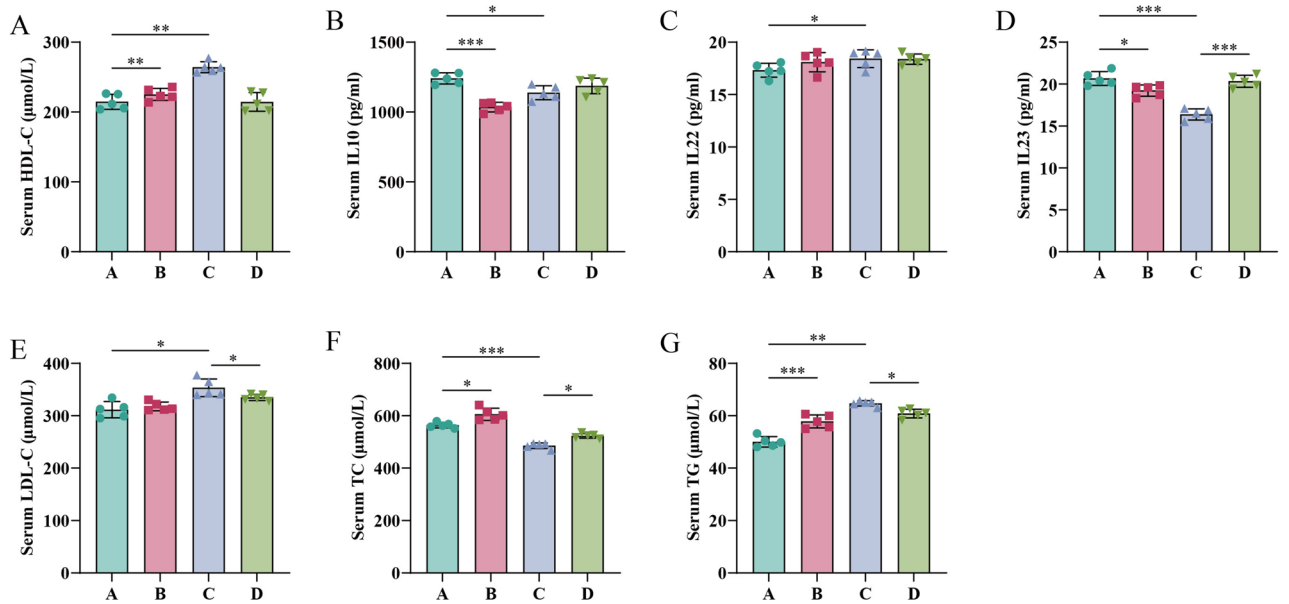 A
Serum HDL-C (μmol/L)
300
200
100
0
**
**
A B C D
B
Serum IL10 (pg/ml)
1500
1000
500
0
*
***
A B C D
C
Serum IL22 (pg/ml)
20
15
10
5
0
*
A B C D
D
Serum IL23 (pg/ml)
25
20
15
10
5
0
***
*
***
A B C D
E
Serum LDL-C (μmol/L)
400
300
200
100
0
*
*
A B C D
F
Serum TC (μmol/L)
800
600
400
200
0
***
*
*
A B C D
G
Serum TG (μmol/L)
80
60
40
20
0
**
***
*
A B C D